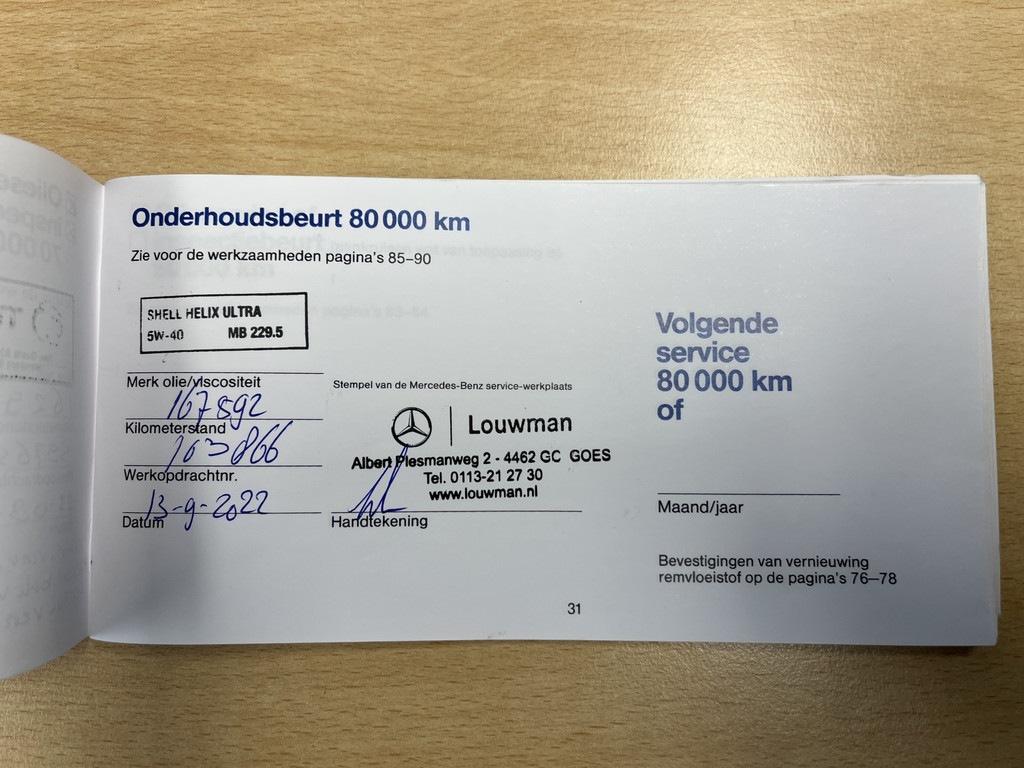 Onderhoudsbeurt 80 000 km
Zie voor de werkzaamheden pagina's 85–90
SHELL HELIX ULTRA
5W-40 MB 229.5
Merk olie/viscositeit
167892
Kilometerstand
163866
Werkopdrachtnr.
13-9-2022
Datum
Stempel van de Mercedes-Benz service-werkplaats
Louwman
Albert Plesmanweg 2 - 4462 GC GOES
Tel. 0113-21 27 30
www.louwman.nl
Handtekening
Volgende
service
80 000 km
of
Maand/jaar
Bevestigingen van vernieuwing
remvloeistof op de pagina's 76–78
31